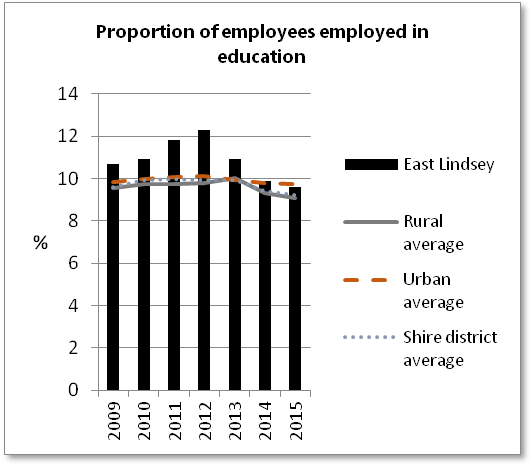 Proportion of employees employed in
education
14
12
10
8
6
4
2
0
%
2009
2010
2011
2012
2013
2014
2015
East Lindsey
Rural
average
Urban
average
Shire district
average